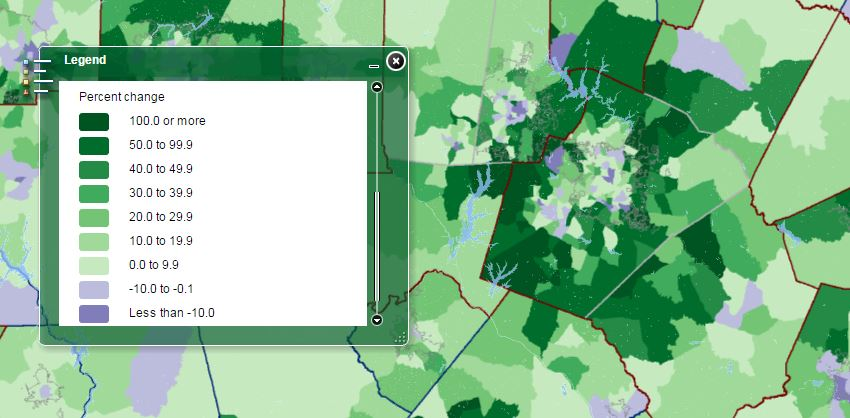 Legend
Percent change
100.0 or more
50.0 to 99.9
40.0 to 49.9
30.0 to 39.9
20.0 to 29.9
10.0 to 19.9
0.0 to 9.9
-10.0 to -0.1
Less than -10.0